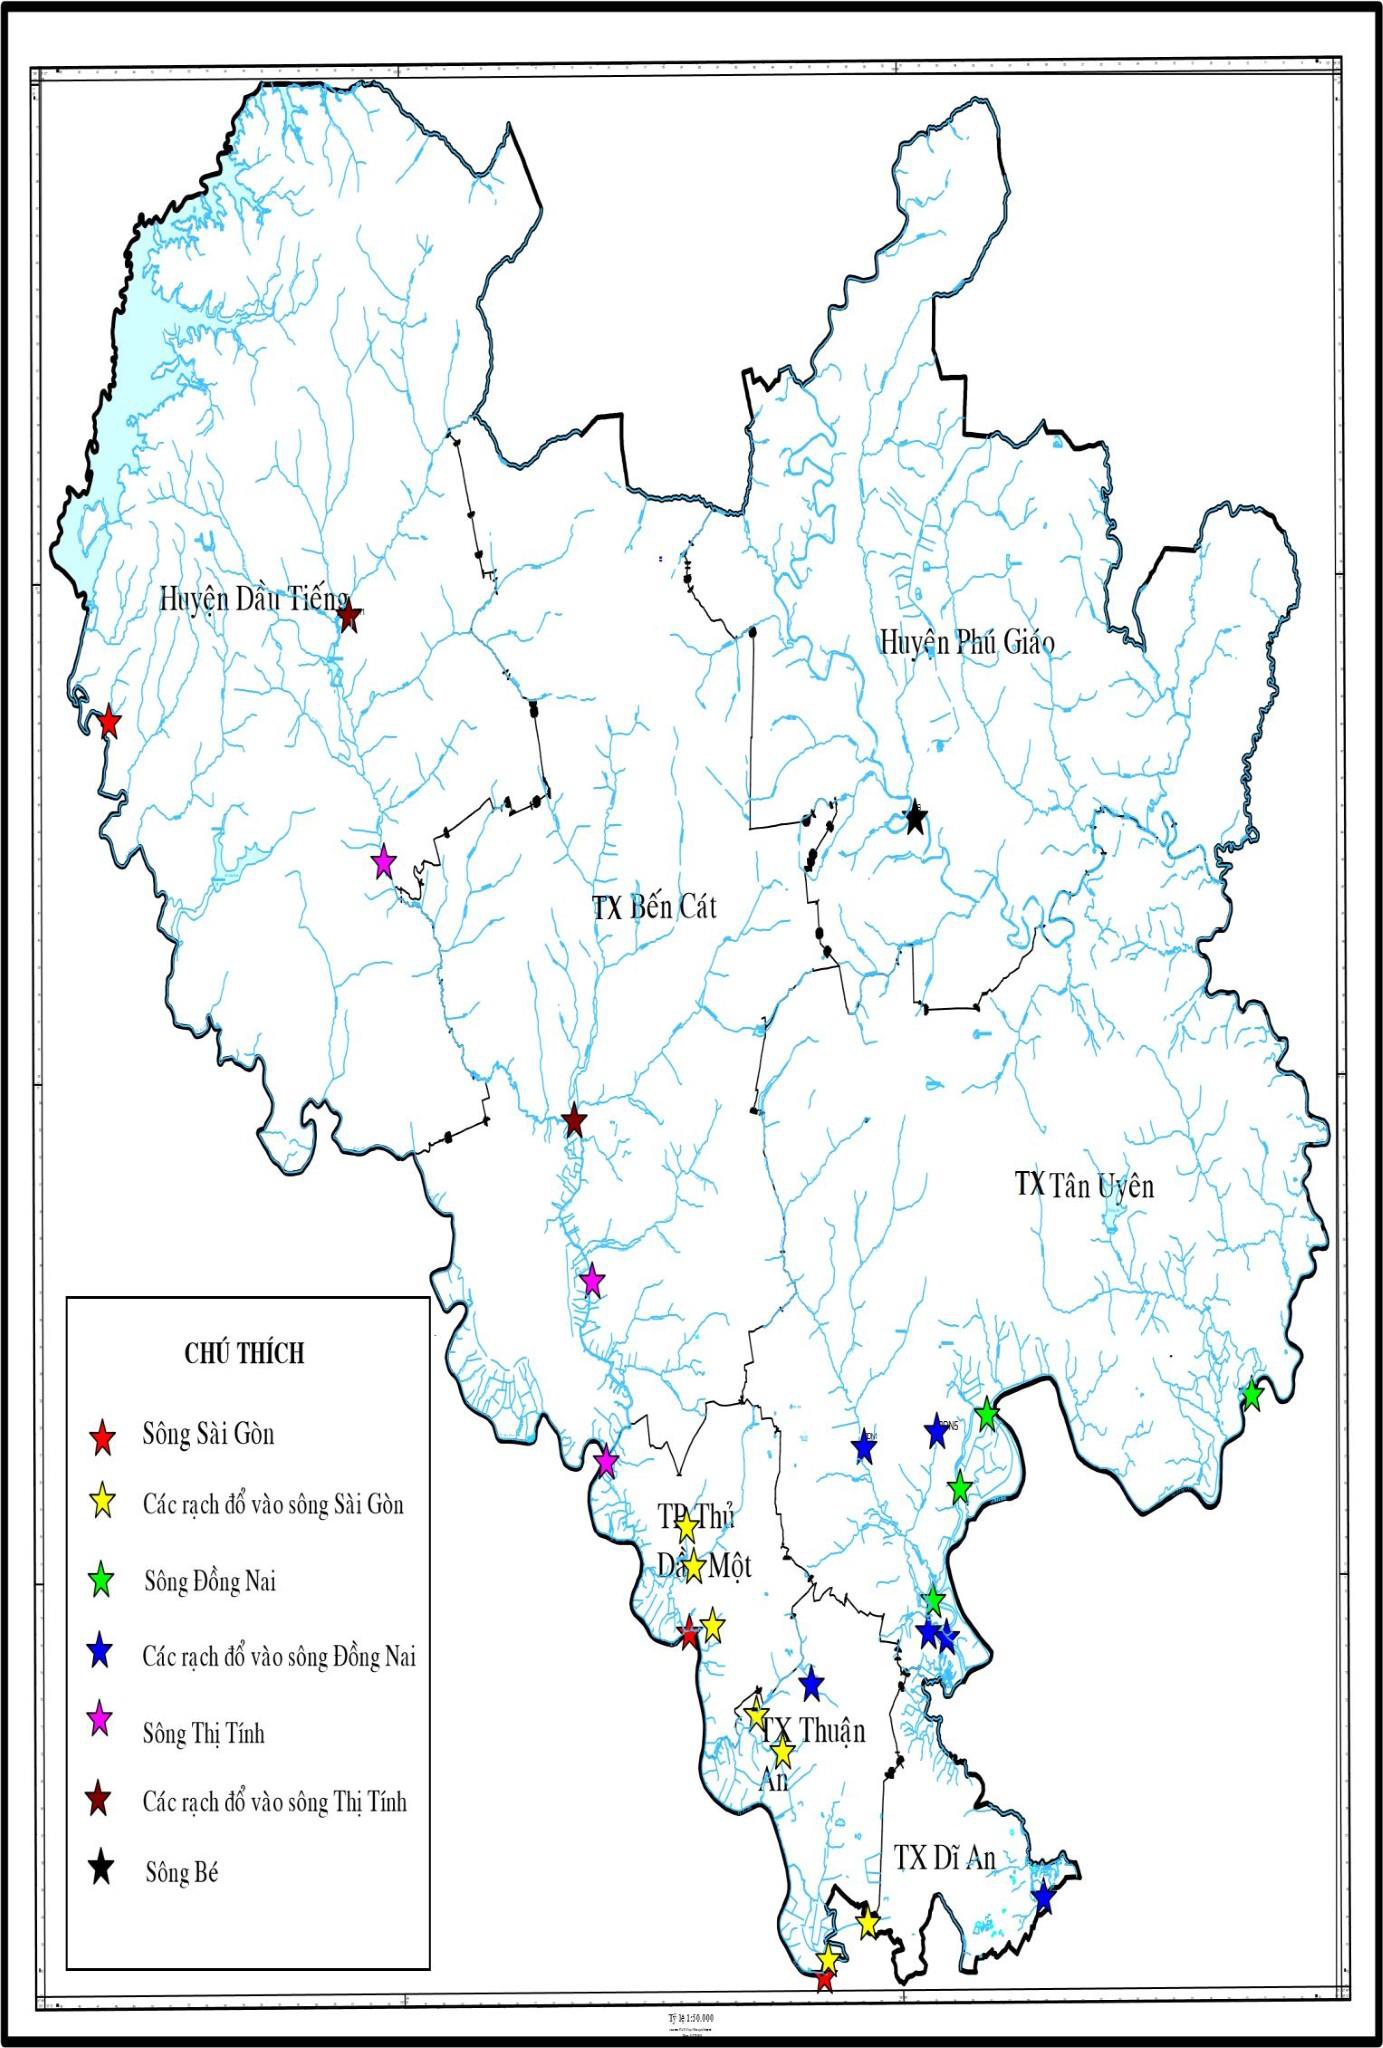 Huyện Dầu Tiếng
Huyện Phú Giáo
TX Bến Cát
TX Tân Uyên
CHÚ THÍCH
Sông Sài Gòn
Các rạch đổ vào sông Sài Gòn
Sông Đồng Nai
Các rạch đổ vào sông Đồng Nai
Sông Thị Tính
Các rạch đổ vào sông Thị Tính
Sông Bé
TP Thủ
Dầu Một
TX Thuận
An
TX Dĩ An
Tỷ lệ 1:50.000